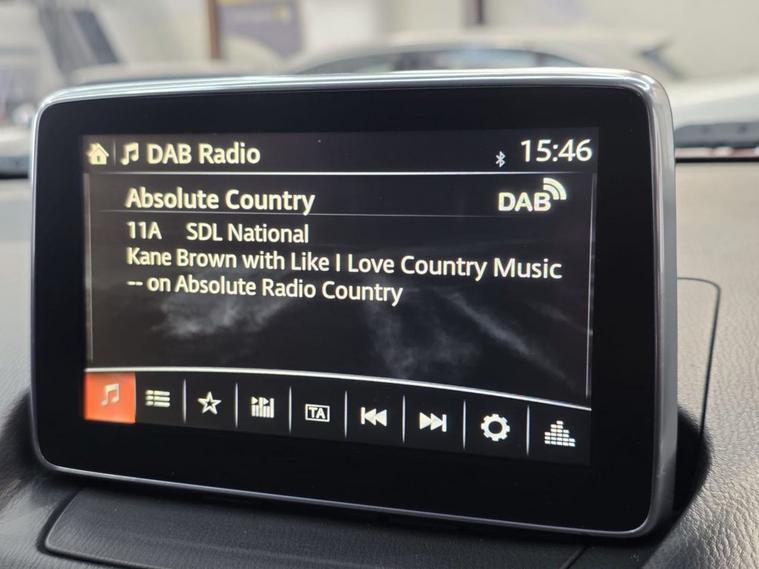 DAB Radio 15:46
Absolute Country DAB
11A SDL National
Kane Brown with Like I Love Country Music
-- on Absolute Radio Country
TA